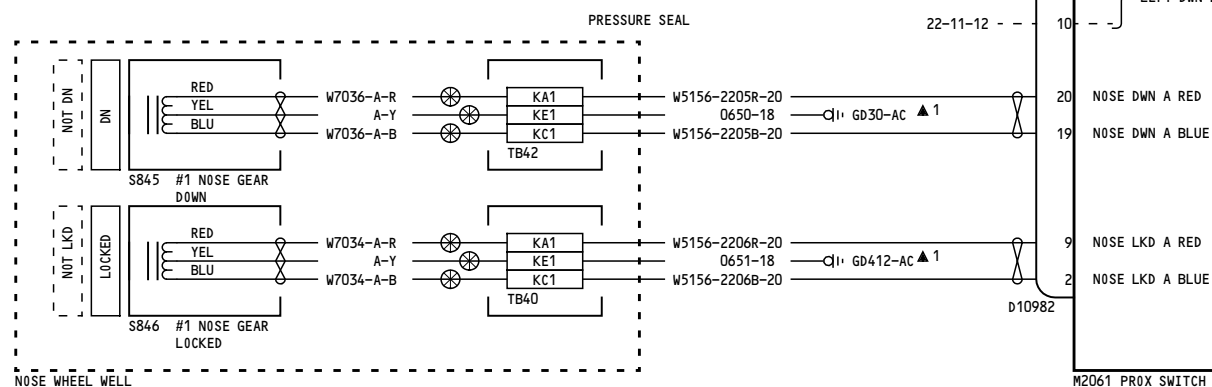 PRESSURE SEAL
22-11-12
10
NOT DN
DN
RED
YEL
BLU
W7036-A-R
A-Y
W7036-A-B
KA1
KE1
KC1
TB42
W5156-2205R-20
0650-18
W5156-2205B-20
GD30-AC
1
20
19
NOSE DWN A RED
NOSE DWN A BLUE
S845 #1 NOSE GEAR
DOWN
NOT LKD
LOCKED
RED
YEL
BLU
W7034-A-R
A-Y
W7034-A-B
KA1
KE1
KC1
TB40
W5156-2206R-20
0651-18
W5156-2206B-20
GD412-AC
1
9
2
NOSE LKD A RED
NOSE LKD A BLUE
D10982
S846 #1 NOSE GEAR
LOCKED
NOSE WHEEL WELL
M2061 PROX SWITCH